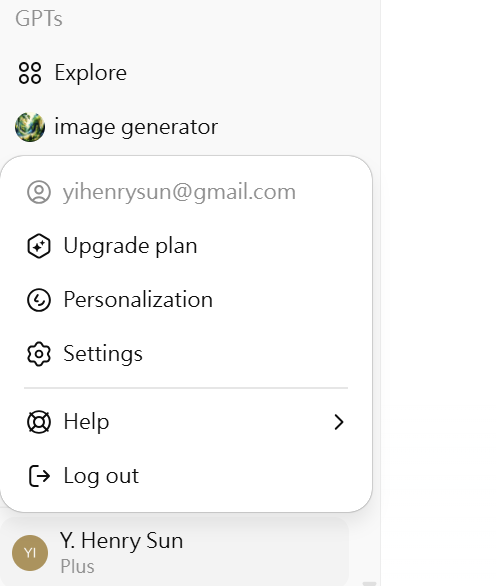 GPTs
Explore
image generator
yihenrysun@gmail.com
Upgrade plan
Personalization
Settings
Help
Log out
YI
Y. Henry Sun
Plus